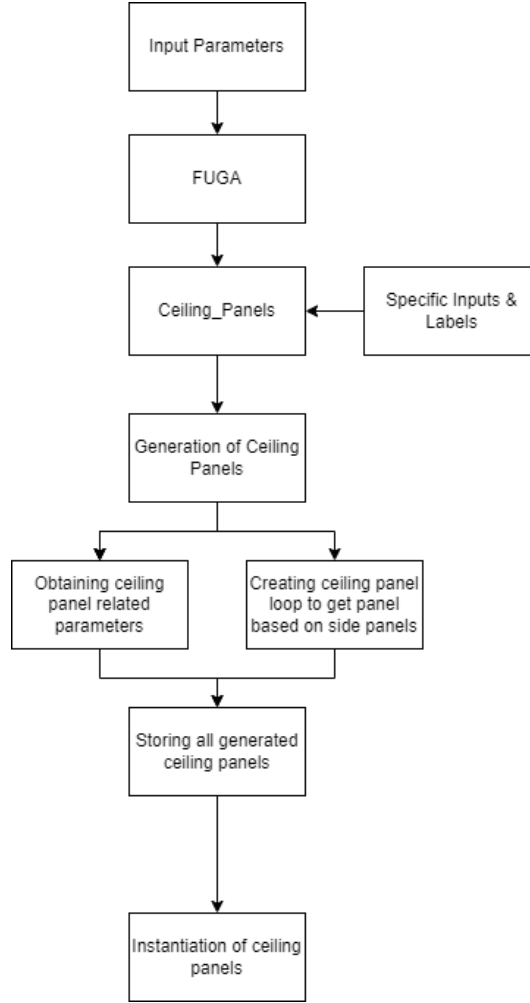 Input Parameters
FUGA
Ceiling_Panels
Specific Inputs &
Labels
Generation of Ceiling
Panels
Obtaining ceiling
panel related
parameters
Creating ceiling panel
loop to get panel
based on side panels
Storing all generated
ceiling panels
Instantiation of ceiling
panels